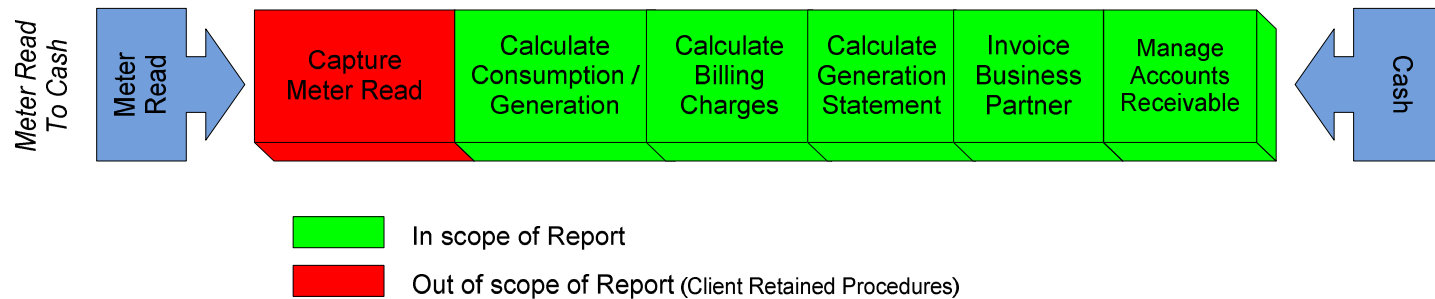 Meter Read
To Cash
Meter
Read
Capture
Meter Read
Calculate
Consumption /
Generation
Calculate
Billing
Charges
Calculate
Generation
Statement
Invoice
Business
Partner
Manage
Accounts
Receivable
Cash
In scope of Report
Out of scope of Report (Client Retained Procedures)